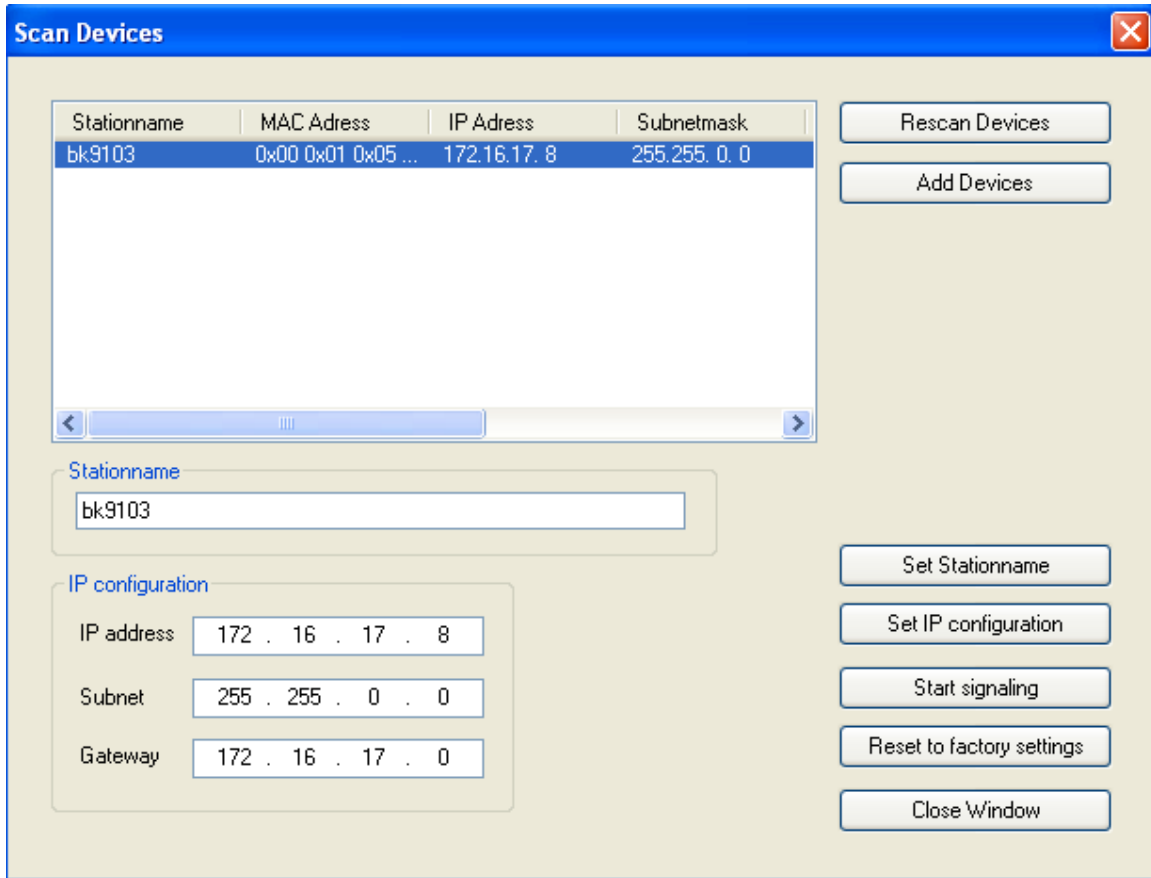 Scan Devices
Stationname MAC Adress IP Adress Subnetmask
bk9103 0x00 0x01 0x05 ... 172.16.17. 8 255.255. 0. 0
Rescan Devices
Add Devices
Stationname
bk9103
IP configuration
IP address 172 . 16 . 17 . 8
Subnet 255 . 255 . 0 . 0
Gateway 172 . 16 . 17 . 0
Set Stationname
Set IP configuration
Start signaling
Reset to factory settings
Close Window